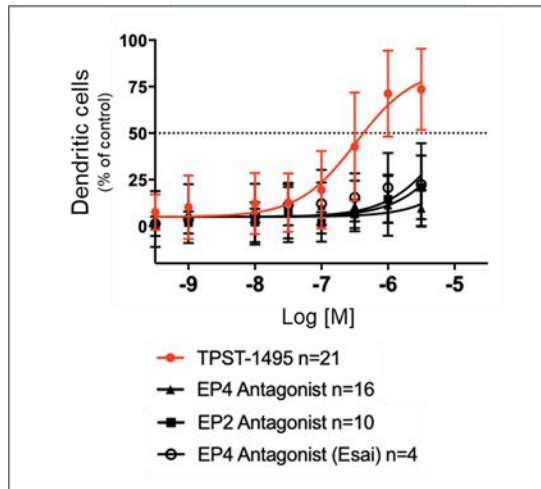 100
75
50
25
0
Dendritic cells
(% of control)
-9 -8 -7 -6 -5
Log [M]
TPST-1495 n=21
EP4 Antagonist n=16
EP2 Antagonist n=10
EP4 Antagonist (Esai) n=4